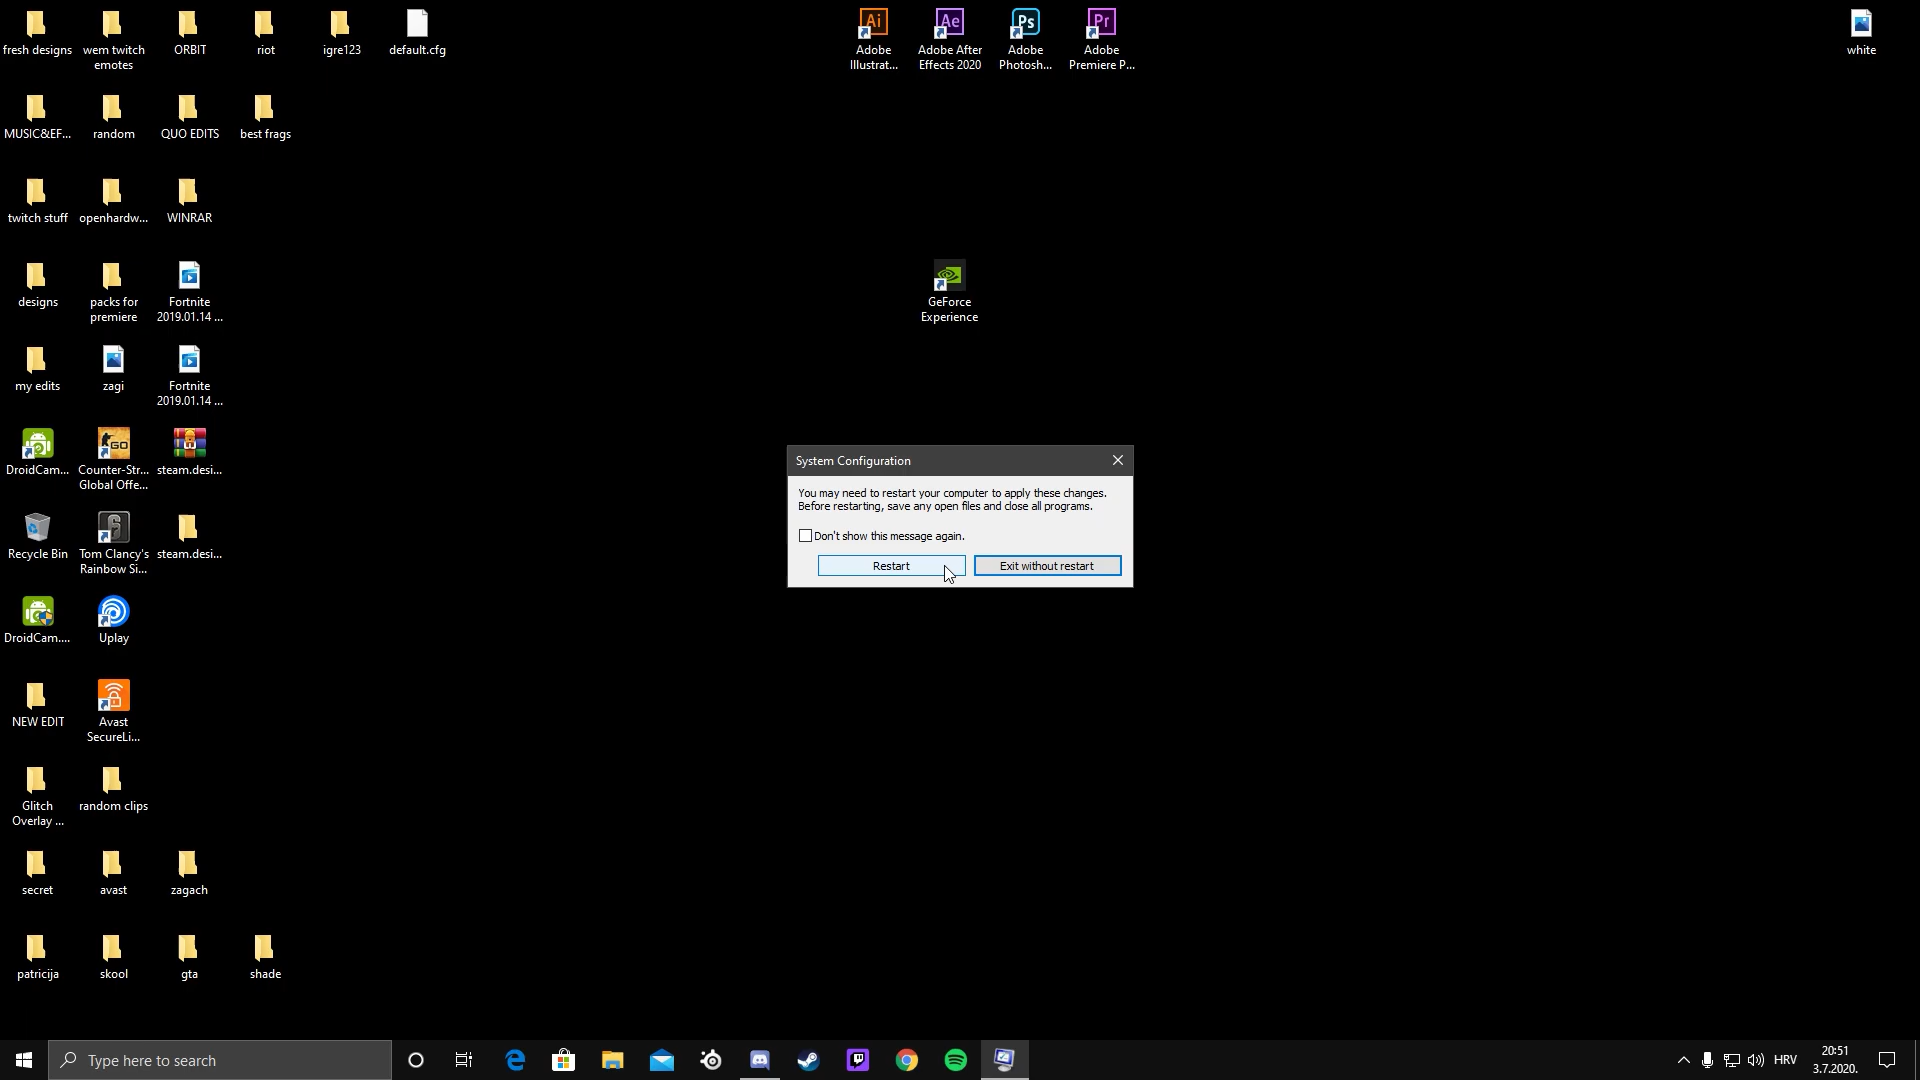 fresh designs
wem twitch
emotes
ORBIT
riot
igre123
default.cfg
Ai
Adobe
Illustrat...
Ae
Adobe After
Effects 2020
Ps
Adobe
Photosh...
Pr
Adobe
Premiere P...
white
MUSIC&EF...
random
QUO EDITS
best frags
twitch stuff
openhardw...
WINRAR
designs
packs for
premiere
Fortnite
2019.01.14 ...
GeForce
Experience
my edits
zagi
Fortnite
2019.01.14 ...
DroidCam...
GO
Counter-Str...
Global Offe...
steam.desi...
System Configuration
You may need to restart your computer to apply these changes.
Before restarting, save any open files and close all programs.
Don't show this message again.
Restart
Exit without restart
Recycle Bin
6
Tom Clancy's
Rainbow Si...
steam.desi...
DroidCam....
Uplay
NEW EDIT
Avast
SecureLi...
Glitch
Overlay ...
random clips
secret
avast
zagach
patricija
skool
gta
shade
Type here to search
HRV
20:51
3.7.2020.